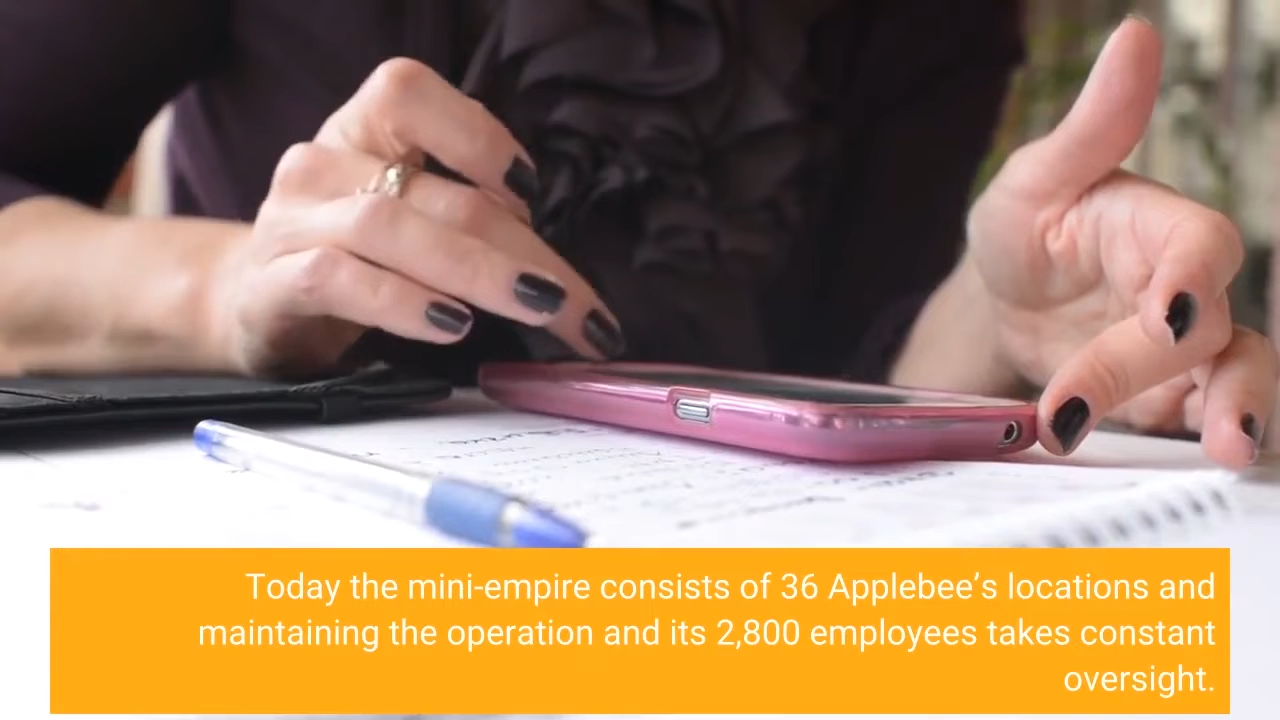 Today the mini-empire consists of 36 Applebee’s locations and
maintaining the operation and its 2,800 employees takes constant
oversight.